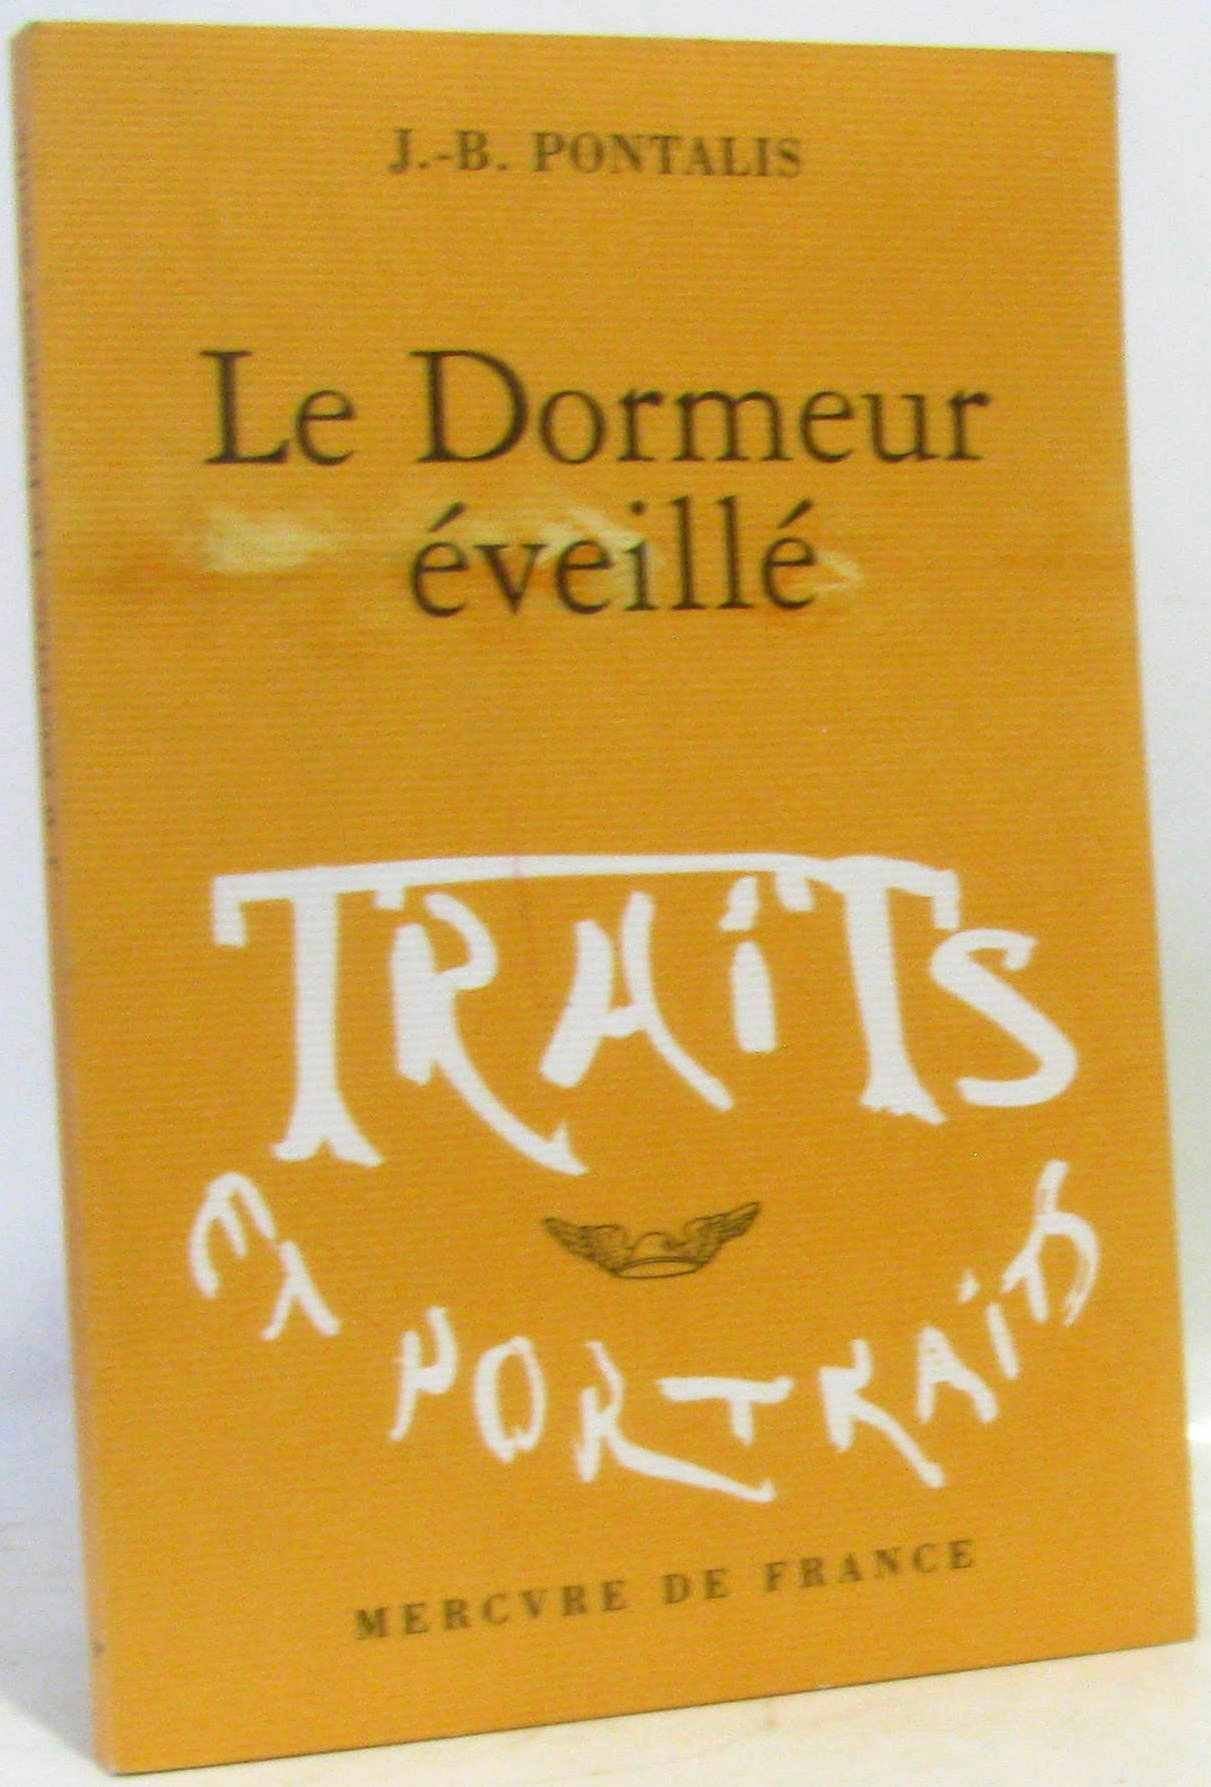 J.-B. PONTALIS
Le Dormeur
éveillé
TRAiTS
ET PORTRAiTS
MERCVRE DE FRANCE